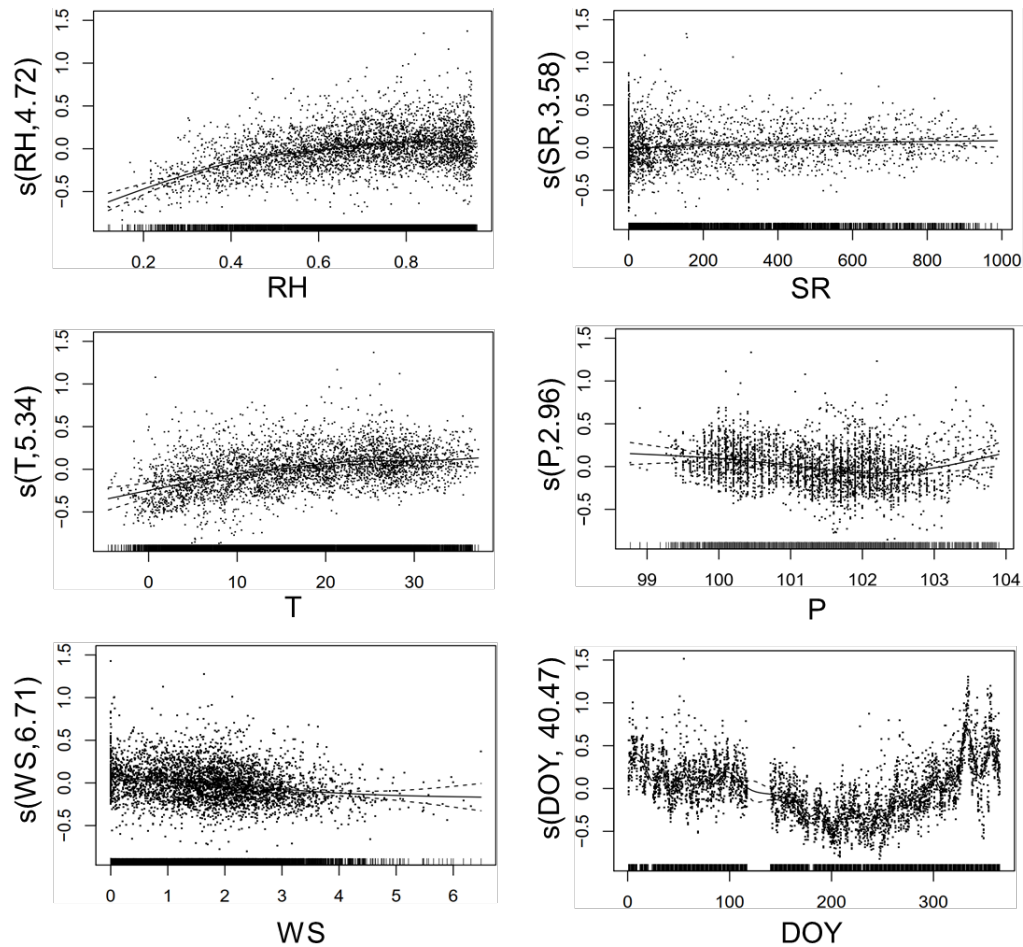 s(RH,4.72)
1.5
1.0
0.5
0.0
−0.5
0.2 0.4 0.6 0.8
RH
s(SR,3.58)
1.5
1.0
0.5
0.0
−0.5
0 200 400 600 800 1000
SR
s(T,5.34)
1.5
1.0
0.5
0.0
−0.5
0 10 20 30
T
s(P,2.96)
1.5
1.0
0.5
0.0
−0.5
99 100 101 102 103 104
P
s(WS,6.71)
1.5
1.0
0.5
0.0
−0.5
0 1 2 3 4 5 6
WS
s(DOY, 40.47)
1.5
1.0
0.5
0.0
−0.5
0 100 200 300
DOY